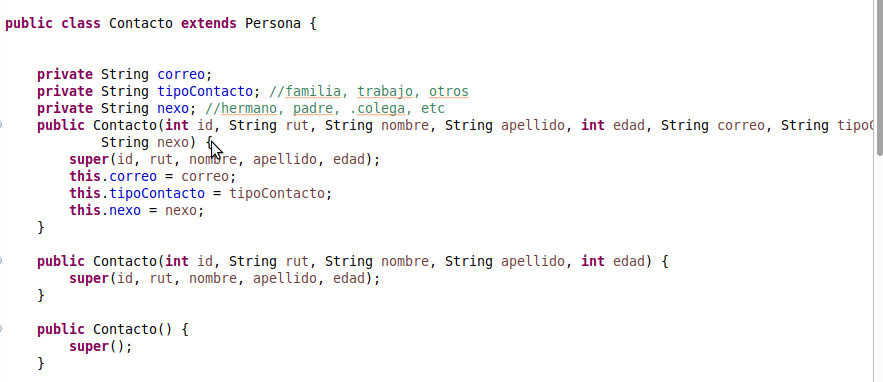 public class Contacto extends Persona {
private String correo;
private String tipoContacto; //familia, trabajo, otros
private String nexo; //hermano, padre, .colega, etc
public Contacto(int id, String rut, String nombre, String apellido, int edad, String correo, String tipoC
String nexo) {
super(id, rut, nombre, apellido, edad);
this.correo = correo;
this.tipoContacto = tipoContacto;
this.nexo = nexo;
}
public Contacto(int id, String rut, String nombre, String apellido, int edad) {
super(id, rut, nombre, apellido, edad);
}
public Contacto() {
super();
}